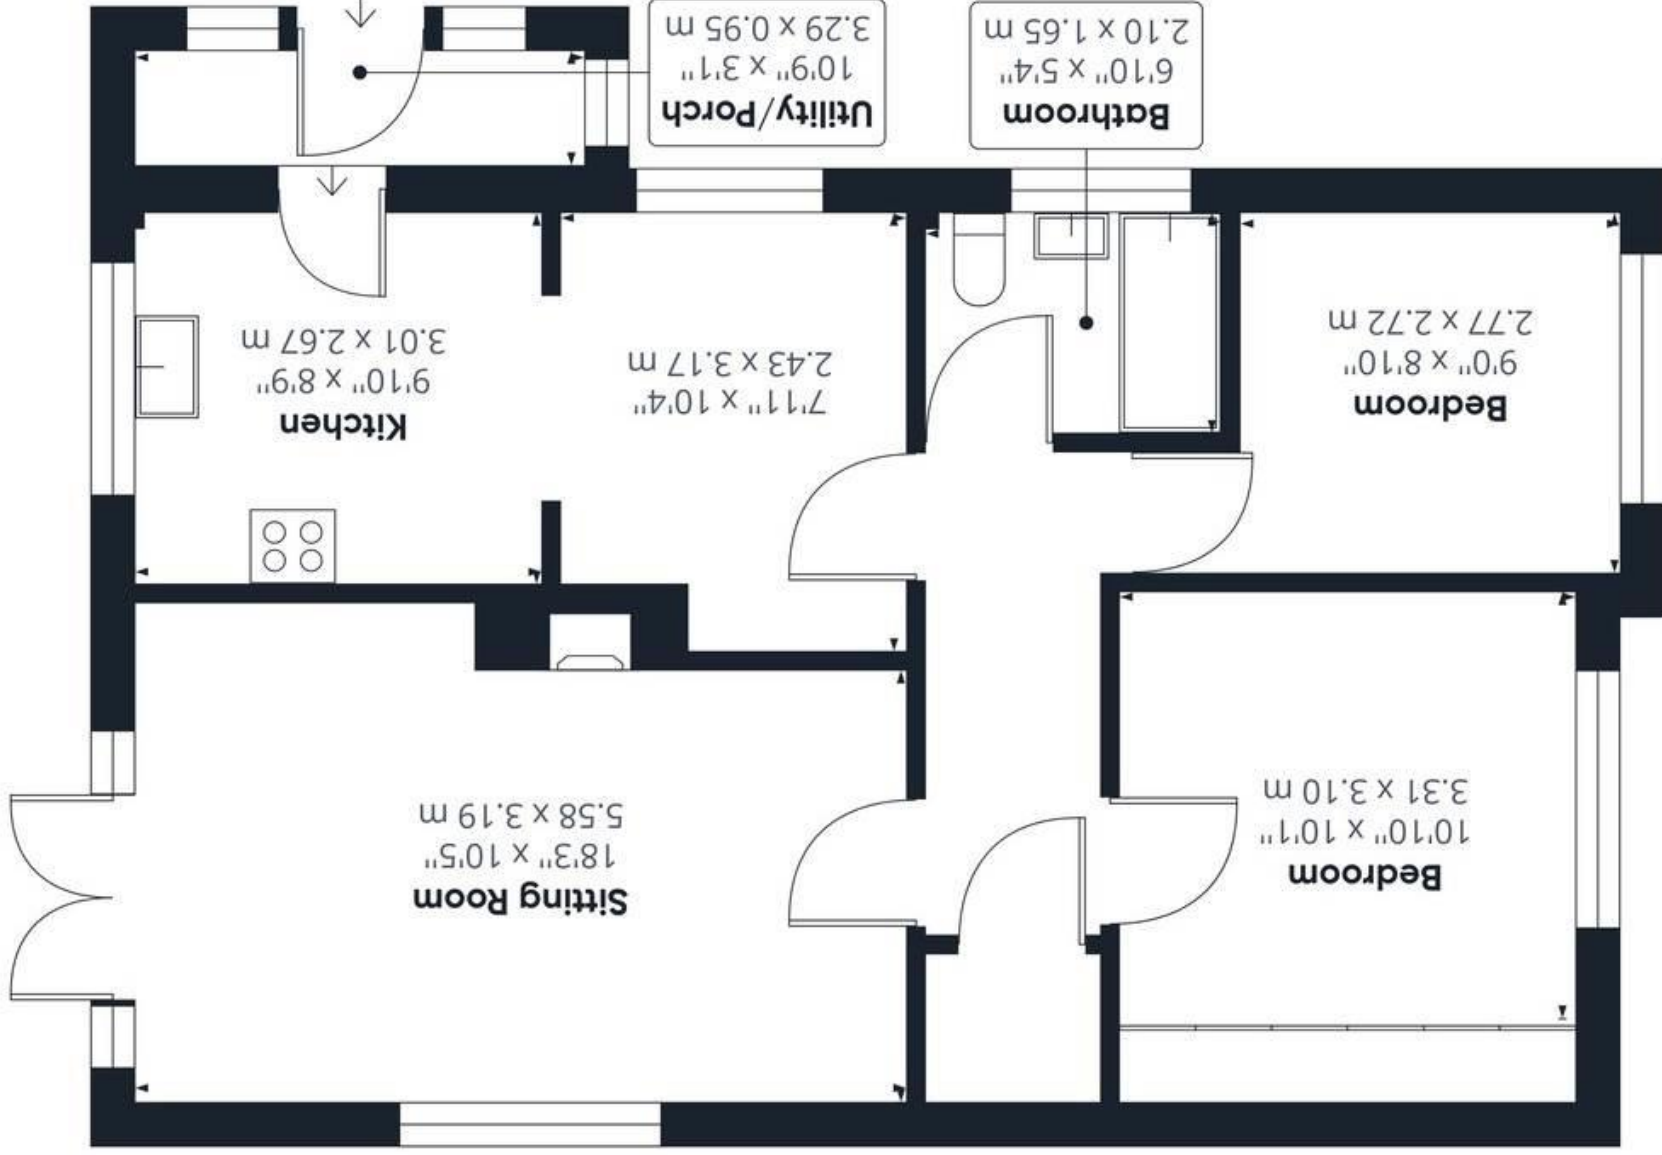 Bedroom
10'10" x 10'1"
3.31 x 3.10 m
Sitting Room
18'3" x 10'5"
5.58 x 3.19 m
Bedroom
9'0" x 8'10"
2.77 x 2.72 m
7'11" x 10'4"
2.43 x 3.17 m
Kitchen
9'10" x 8'9"
3.01 x 2.67 m
Bathroom
6'10" x 5'4"
2.10 x 1.65 m
Utility/Porch
10'9" x 3'1"
3.29 x 0.95 m